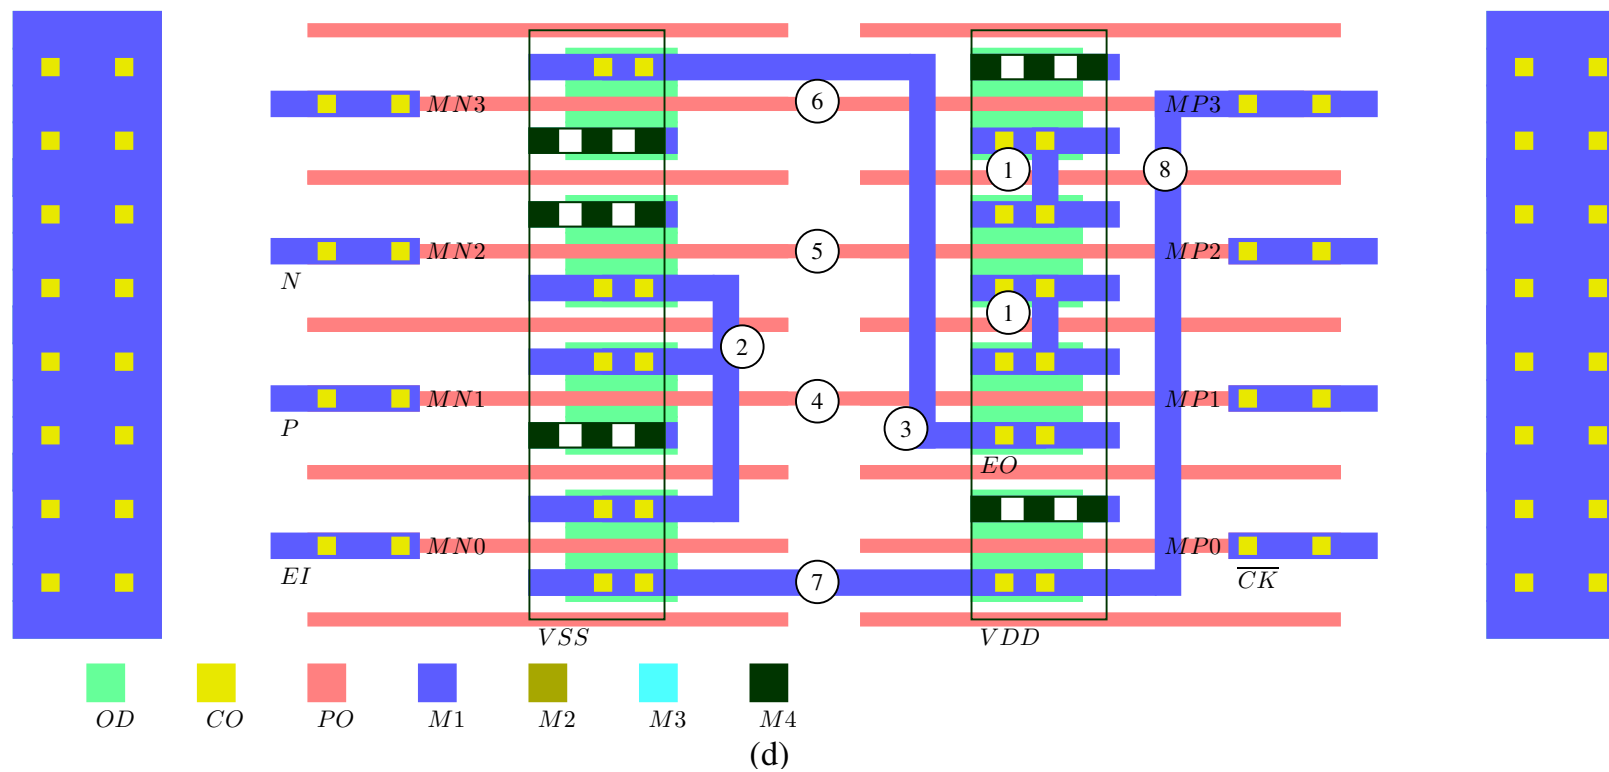 MN3 6 MP3
1 8
MN2 5 MP2
N
1
2
MN1 4 MP1
P 3
EO
MN0 MP0
EI 7 \overline{CK}
VSS VDD
OD CO PO M1 M2 M3 M4
(d)